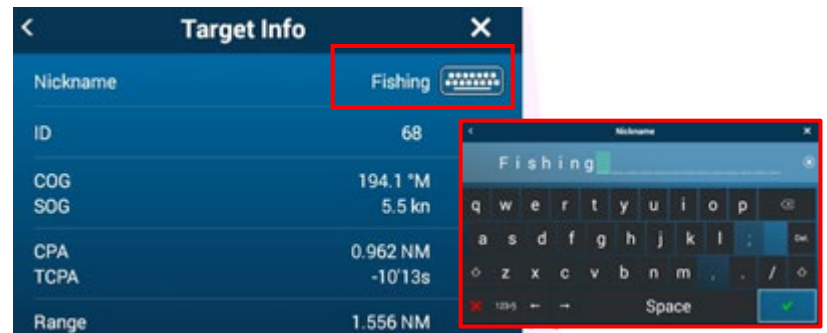 Target Info
Nickname Fishing
ID 68
COG 194.1 °M
SOG 5.5 kn
CPA 0.962 NM
TCPA -10'13s
Range 1.556 NM
Nickname
Fishing
q w e r t y u i o p
a s d f g h j k l ; Del.
z x c v b n m , . /
Space